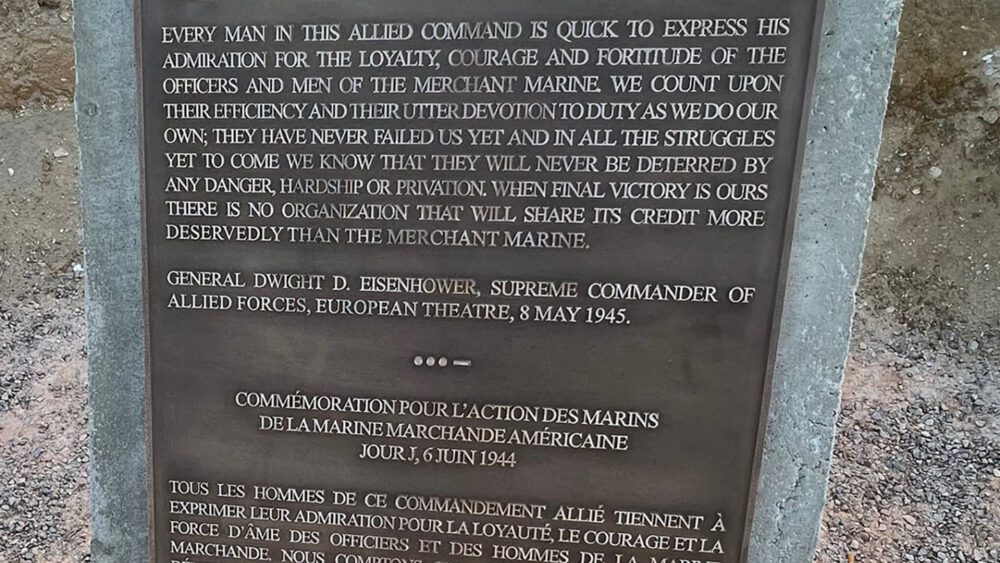 EVERY MAN IN THIS ALLIED COMMAND IS QUICK TO EXPRESS HIS
ADMIRATION FOR THE LOYALTY, COURAGE AND FORTITUDE OF THE
OFFICERS AND MEN OF THE MERCHANT MARINE. WE COUNT UPON
THEIR EFFICIENCY AND THEIR UTTER DEVOTION TO DUTY AS WE DO OUR
OWN; THEY HAVE NEVER FAILED US YET AND IN ALL THE STRUGGLES
YET TO COME WE KNOW THAT THEY WILL NEVER BE DETERRED BY
ANY DANGER, HARDSHIP OR PRIVATION. WHEN FINAL VICTORY IS OURS
THERE IS NO ORGANIZATION THAT WILL SHARE ITS CREDIT MORE
DESERVEDLY THAN THE MERCHANT MARINE.
GENERAL DWIGHT D. EISENHOWER, SUPREME COMMANDER OF
ALLIED FORCES, EUROPEAN THEATRE, 8 MAY 1945.
COMMÉMORATION POUR L'ACTION DES MARINS
DE LA MARINE MARCHANDE AMÉRICAINE
JOUR J, 6 JUIN 1944
TOUS LES HOMMES DE CE COMMANDEMENT ALLIÉ TIENNENT À
EXPRIMER LEUR ADMIRATION POUR LA LOYAUTÉ, LE COURAGE ET LA
FORCE D'ÂME DES OFFICIERS ET DES HOMMES DE LA MARINE
MARCHANDE. NOUS COMPTONS